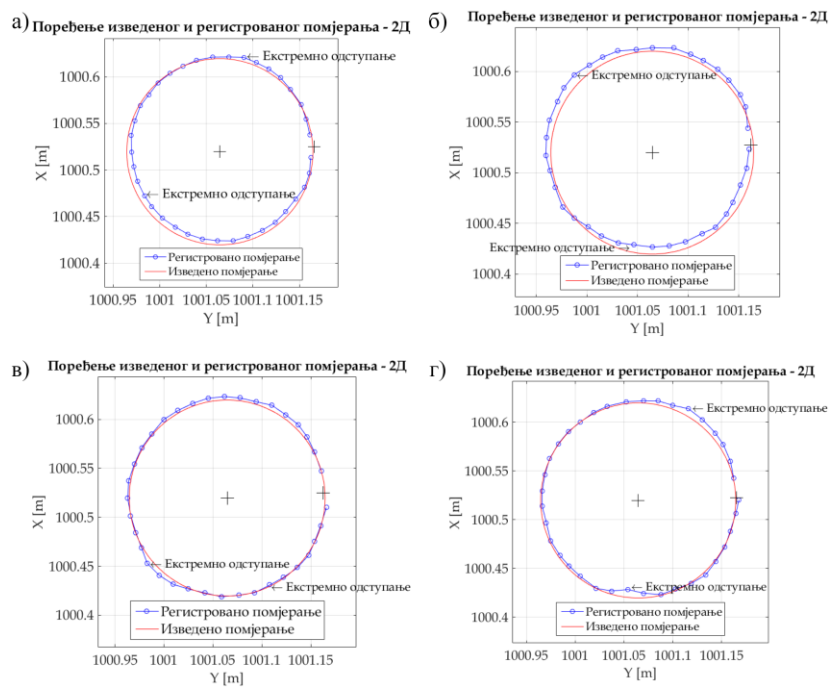 а)
Поређење изведеног и регистрованог помјерања - 2Д
1000.6
1000.55
1000.5
1000.45
1000.4
X [m]
Екстремно одступање
Екстремно одступање
Регистровано помјерање
Изведено помјерање
1000.95 1001 1001.05 1001.1 1001.15
Y [m]
б)
Поређење изведеног и регистрованог помјерања - 2Д
1000.6
1000.55
1000.5
1000.45
1000.4
X [m]
Екстремно одступање
Екстремно одступање
Регистровано помјерање
Изведено помјерање
1000.95 1001 1001.05 1001.1 1001.15
Y [m]
в)
Поређење изведеног и регистрованог помјерања - 2Д
1000.6
1000.55
1000.5
1000.45
1000.4
X [m]
Екстремно одступање
Екстремно одступање
Регистровано помјерање
Изведено помјерање
1000.95 1001 1001.05 1001.1 1001.15
Y [m]
г)
Поређење изведеног и регистрованог помјерања - 2Д
1000.6
1000.55
1000.5
1000.45
1000.4
X [m]
Екстремно одступање
Екстремно одступање
Регистровано помјерање
Изведено помјерање
1000.95 1001 1001.05 1001.1 1001.15
Y [m]